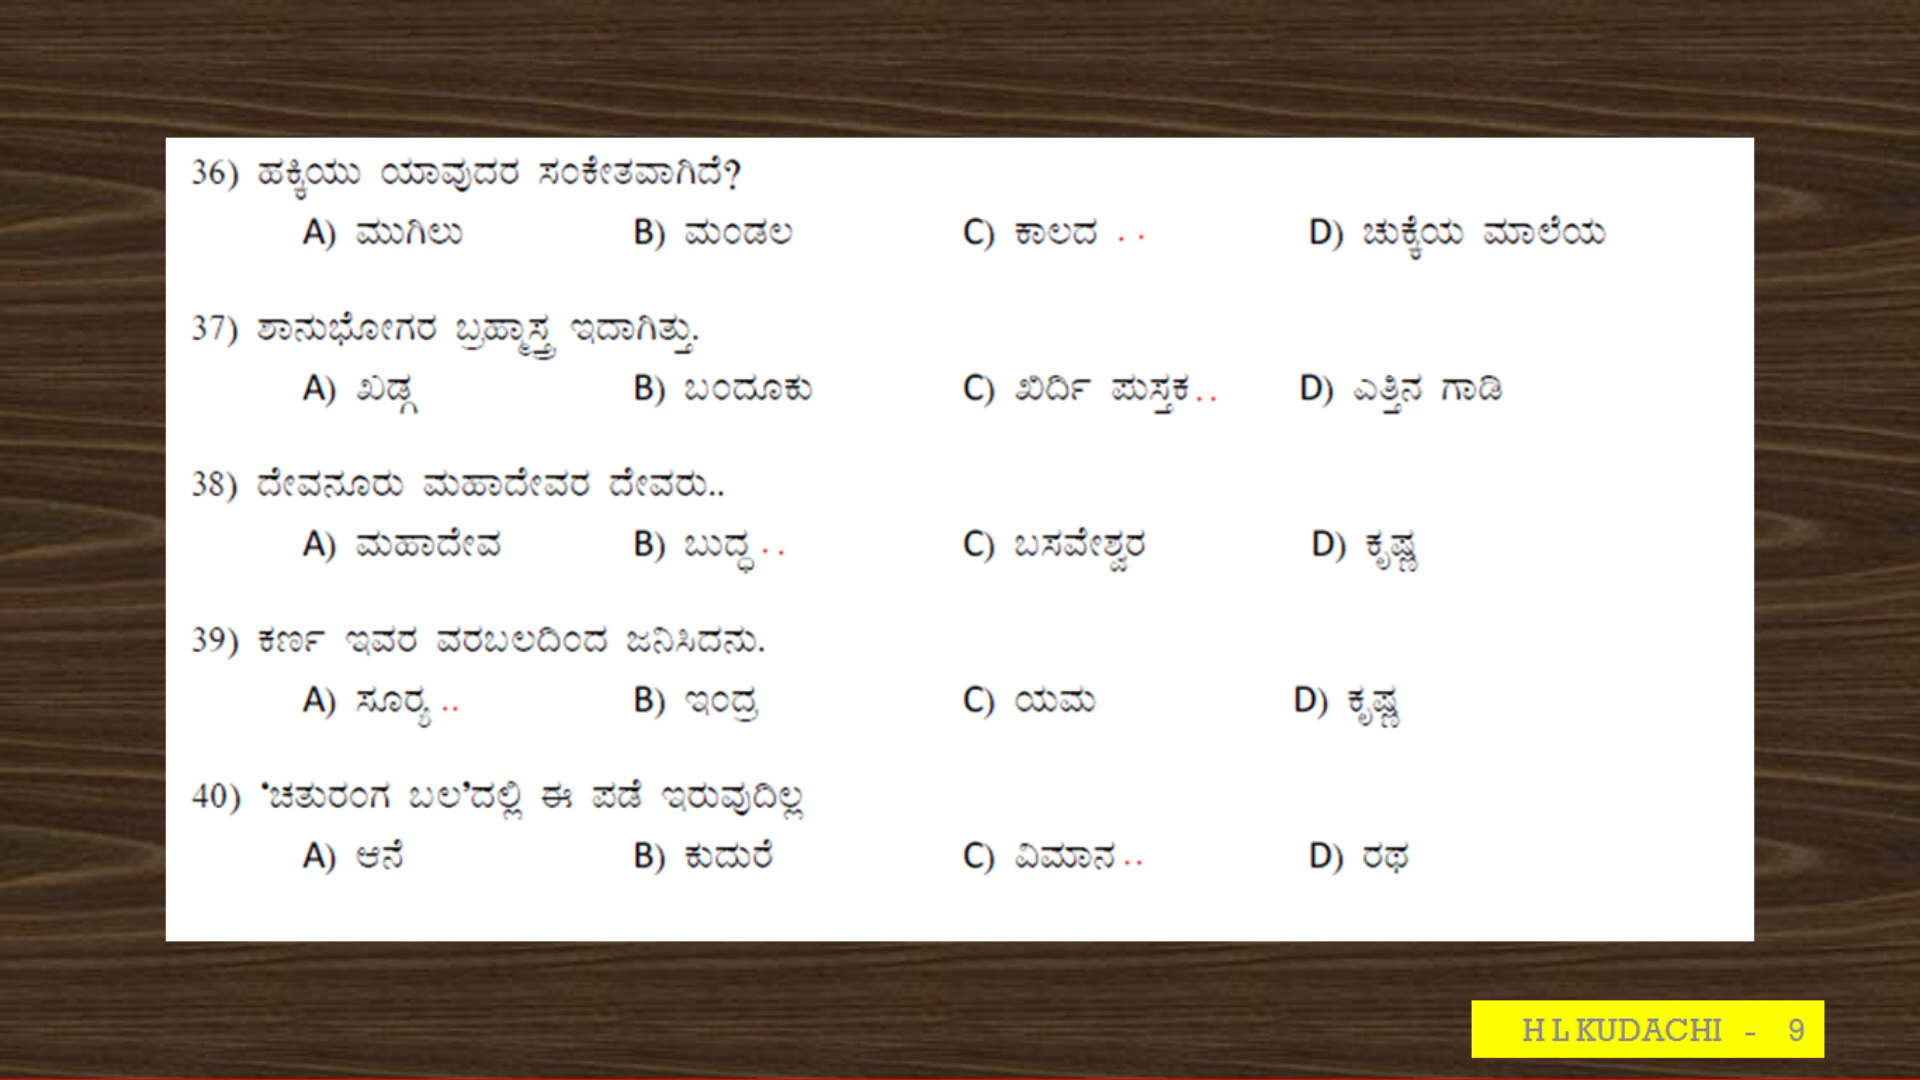 36) ಹಕ್ಕಿಯು ಯಾವುದರ ಸಂಕೇತವಾಗಿದೆ?
A) ಮುಗಿಲು B) ಮಂಡಲ C) ಕಾಲದ .. D) ಚುಕ್ಕೆಯ ಮಾಲೆಯ
37) ಶಾನುಭೋಗರ ಬ್ರಹ್ಮಾಸ್ತ್ರ ಇದಾಗಿತ್ತು.
A) ಖಡ್ಗ B) ಬಂದೂಕು C) ಖಿರ್ದಿ ಪುಸ್ತಕ.. D) ಎತ್ತಿನ ಗಾಡಿ
38) ದೇವನೂರು ಮಹಾದೇವರ ದೇವರು..
A) ಮಹಾದೇವ B) ಬುದ್ಧ .. C) ಬಸವೇಶ್ವರ D) ಕೃಷ್ಣ
39) ಕರ್ಣ ಇವರ ವರಬಲದಿಂದ ಜನಿಸಿದನು.
A) ಸೂರ‍್ಯ .. B) ಇಂದ್ರ C) ಯಮ D) ಕೃಷ್ಣ
40) ‘ಚತುರಂಗ ಬಲ’ದಲ್ಲಿ ಈ ಪಡೆ ಇರುವುದಿಲ್ಲ
A) ಆನೆ B) ಕುದುರೆ C) ವಿಮಾನ .. D) ರಥ
H L KUDACHI - 9